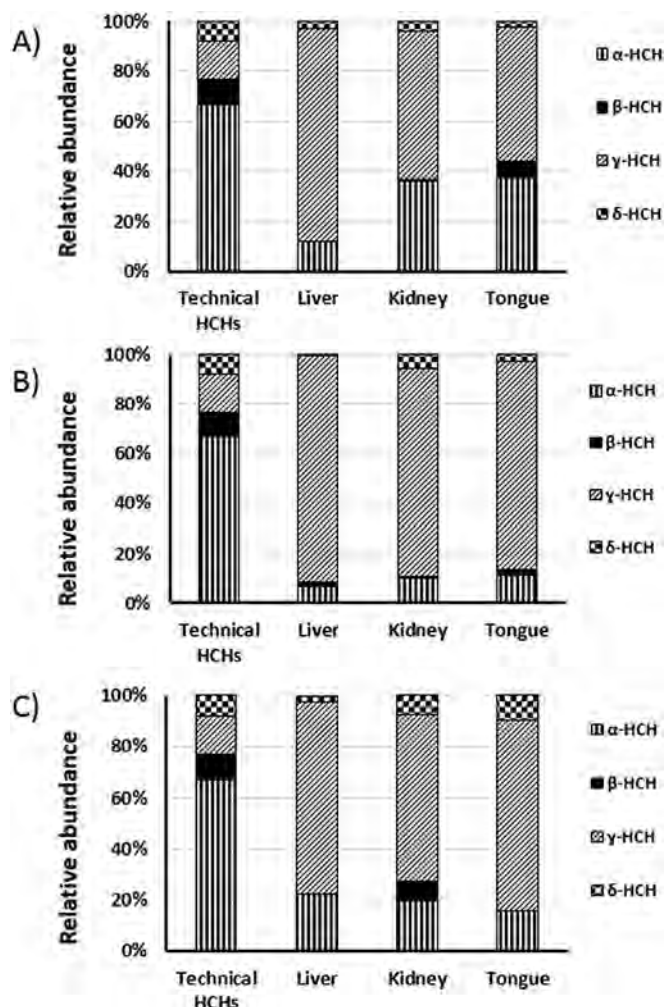 A)
Relative abundance
100%
80%
60%
40%
20%
0%
Technical HCHs
Liver
Kidney
Tongue
α-HCH
β-HCH
γ-HCH
δ-HCH
B)
Relative abundance
100%
80%
60%
40%
20%
0%
Technical HCHs
Liver
Kidney
Tongue
α-HCH
β-HCH
γ-HCH
δ-HCH
C)
Relative abundance
100%
80%
60%
40%
20%
0%
Technical HCHs
Liver
Kidney
Tongue
α-HCH
β-HCH
γ-HCH
δ-HCH